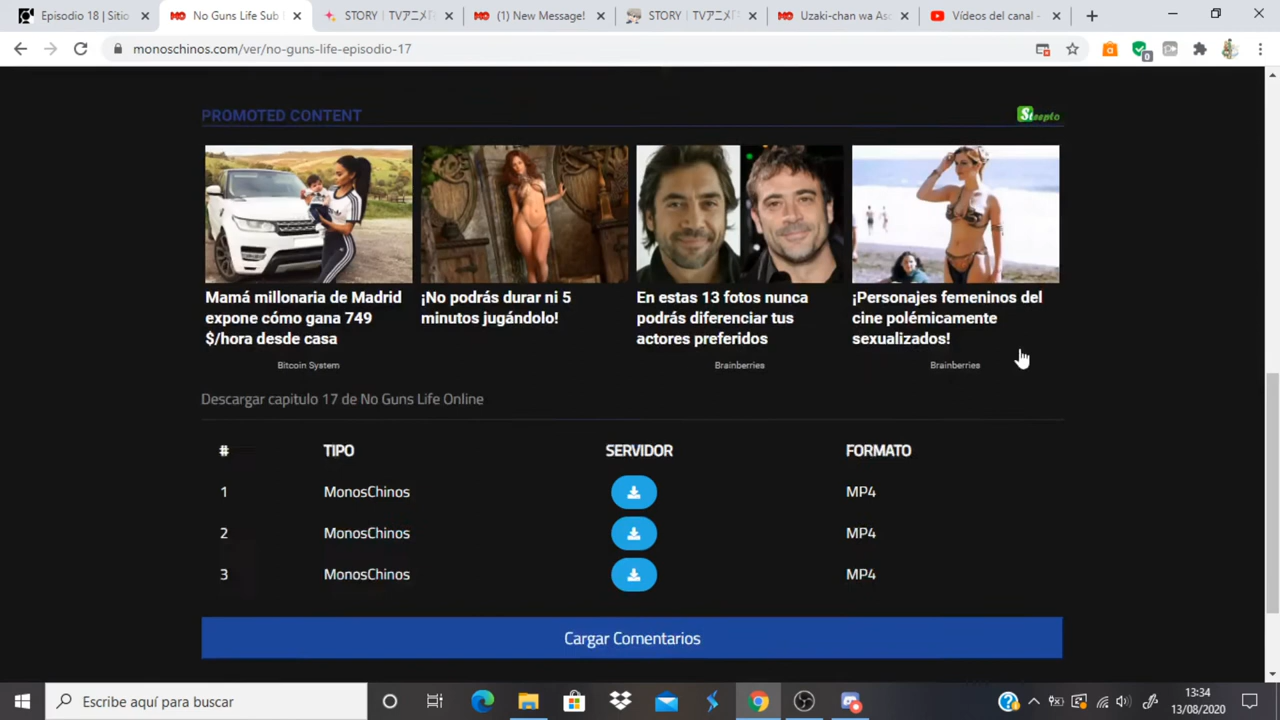 Episodio 18 | Sitio
No Guns Life Sub
STORY | TVアニメ「
(1) New Message!
STORY | TVアニメ「
Uzaki-chan wa Aso
Vídeos del canal -
monoschinos.com/ver/no-guns-life-episodio-17
PROMOTED CONTENT
Steepto
Mamá millonaria de Madrid
expone cómo gana 749
$/hora desde casa
Bitcoin System
¡No podrás durar ni 5
minutos jugándolo!
En estas 13 fotos nunca
podrás diferenciar tus
actores preferidos
Brainberries
¡Personajes femeninos del
cine polémicamente
sexualizados!
Brainberries
Descargar capitulo 17 de No Guns Life Online
# TIPO SERVIDOR FORMATO
1 MonosChinos MP4
2 MonosChinos MP4
3 MonosChinos MP4
Cargar Comentarios
Escribe aquí para buscar
13:34
13/08/2020